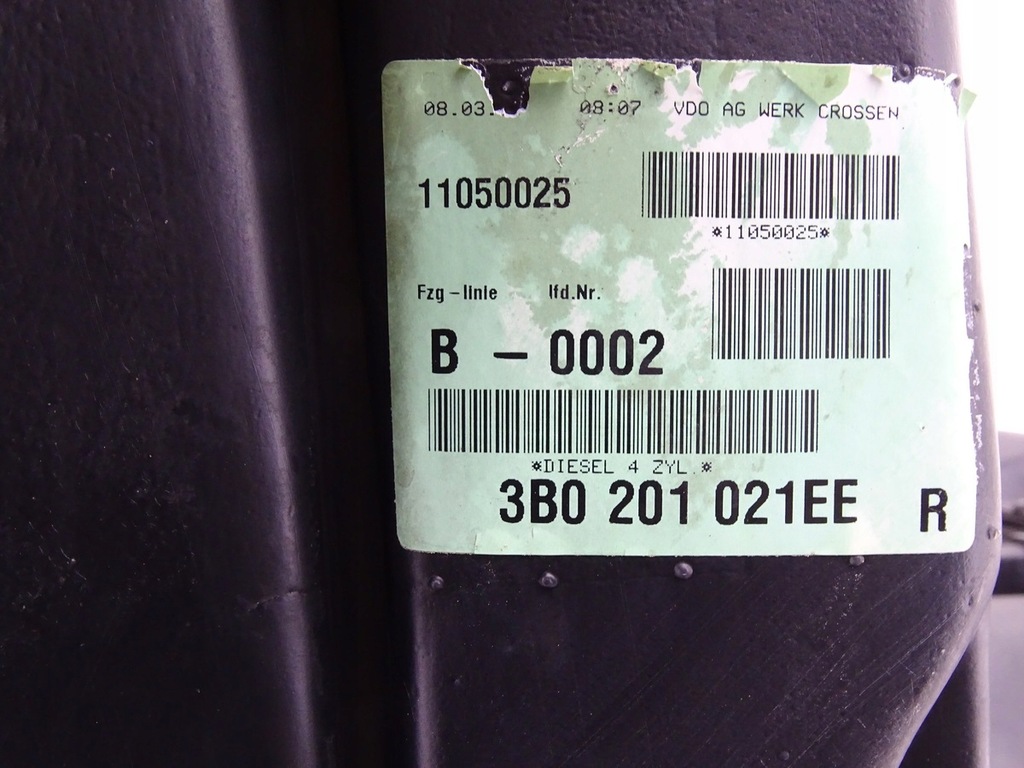 08.03. 08:07 VDO AG WERK CROSSEN
11050025
*11050025*
Fzg-linie lfd.Nr.
B - 0002
*DIESEL 4 ZYL.*
3B0 201 021EE R